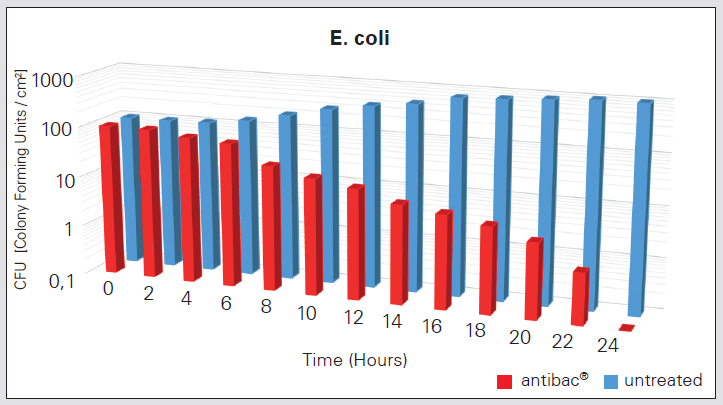 E. coli
CFU [Colony Forming Units / cm²]
1000
100
10
1
0,1
0 2 4 6 8 10 12 14 16 18 20 22 24
Time (Hours)
antibac® untreated